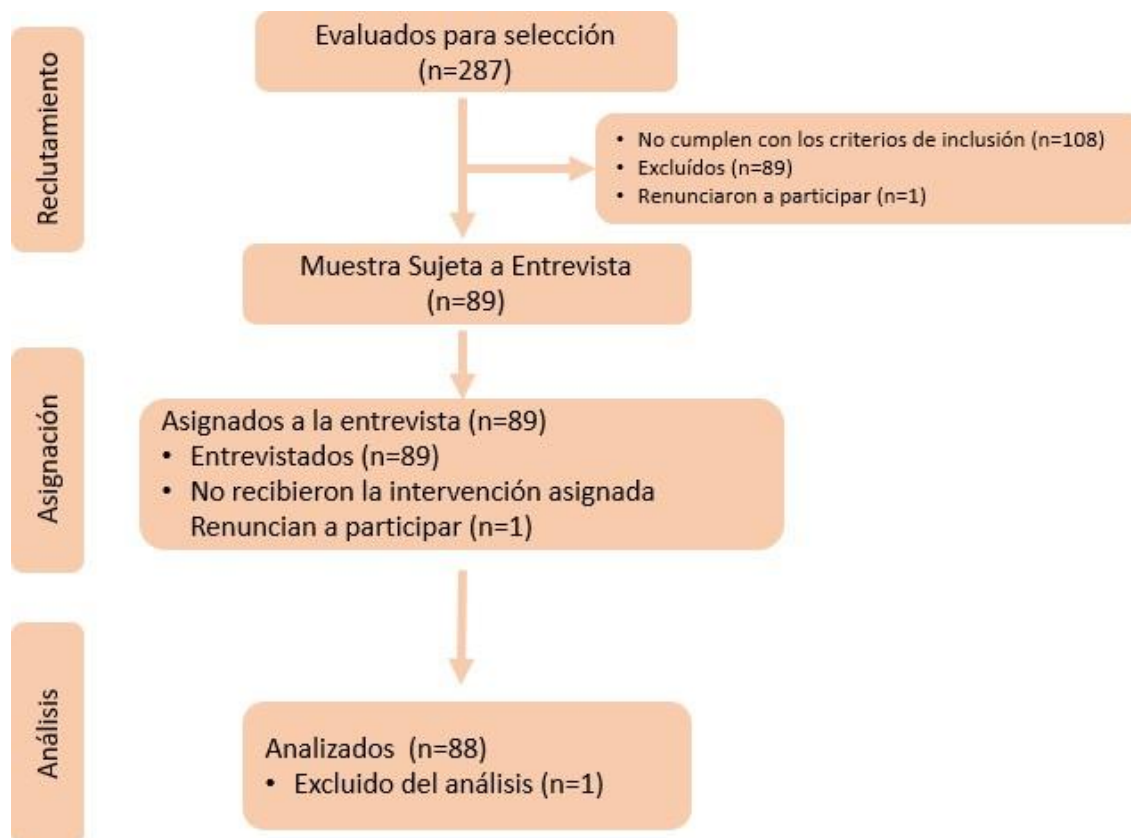 Reclutamiento
Evaluados para selección
(n=287)
• No cumplen con los criterios de inclusión (n=108)
• Excluídos (n=89)
• Renunciaron a participar (n=1)
Muestra Sujeta a Entrevista
(n=89)
Asignación
Asignados a la entrevista (n=89)
• Entrevistados (n=89)
• No recibieron la intervención asignada
Renuncian a participar (n=1)
Análisis
Analizados (n=88)
• Excluido del análisis (n=1)